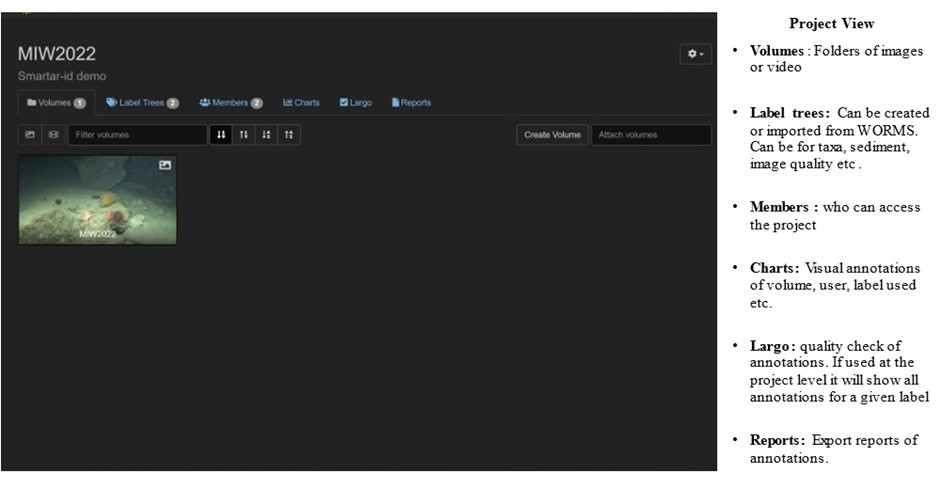 MIW2022
Smartar-id demo
Volumes 1 Label Trees 2 Members 2 Charts Largo Reports
Filter volumes Create Volume Attach volumes
MIW2022
Project View
• Volumes : Folders of images
or video
• Label trees: Can be created
or imported from WORMS.
Can be for taxa, sediment,
image quality etc .
• Members : who can access
the project
• Charts: Visual annotations
of volume, user, label used
etc.
• Largo: quality check of
annotations. If used at the
project level it will show all
annotations for a given label
• Reports: Export reports of
annotations.